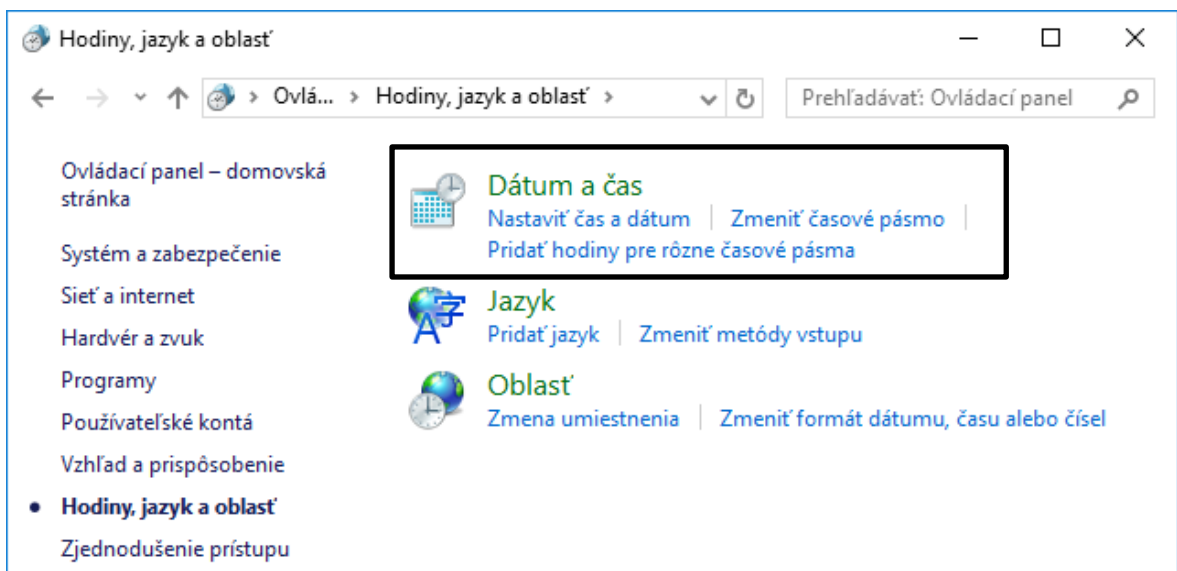 Hodiny, jazyk a oblasť
Ovlá... > Hodiny, jazyk a oblasť >
Prehľadávať: Ovládací panel
Ovládací panel – domovská
stránka
Systém a zabezpečenie
Sieť a internet
Hardvér a zvuk
Programy
Používateľské kontá
Vzhľad a prispôsobenie
Hodiny, jazyk a oblasť
Zjednodušenie prístupu
Dátum a čas
Nastaviť čas a dátum | Zmeniť časové pásmo |
Pridať hodiny pre rôzne časové pásma
Jazyk
Pridať jazyk | Zmeniť metódy vstupu
Oblasť
Zmena umiestnenia | Zmeniť formát dátumu, času alebo čísel